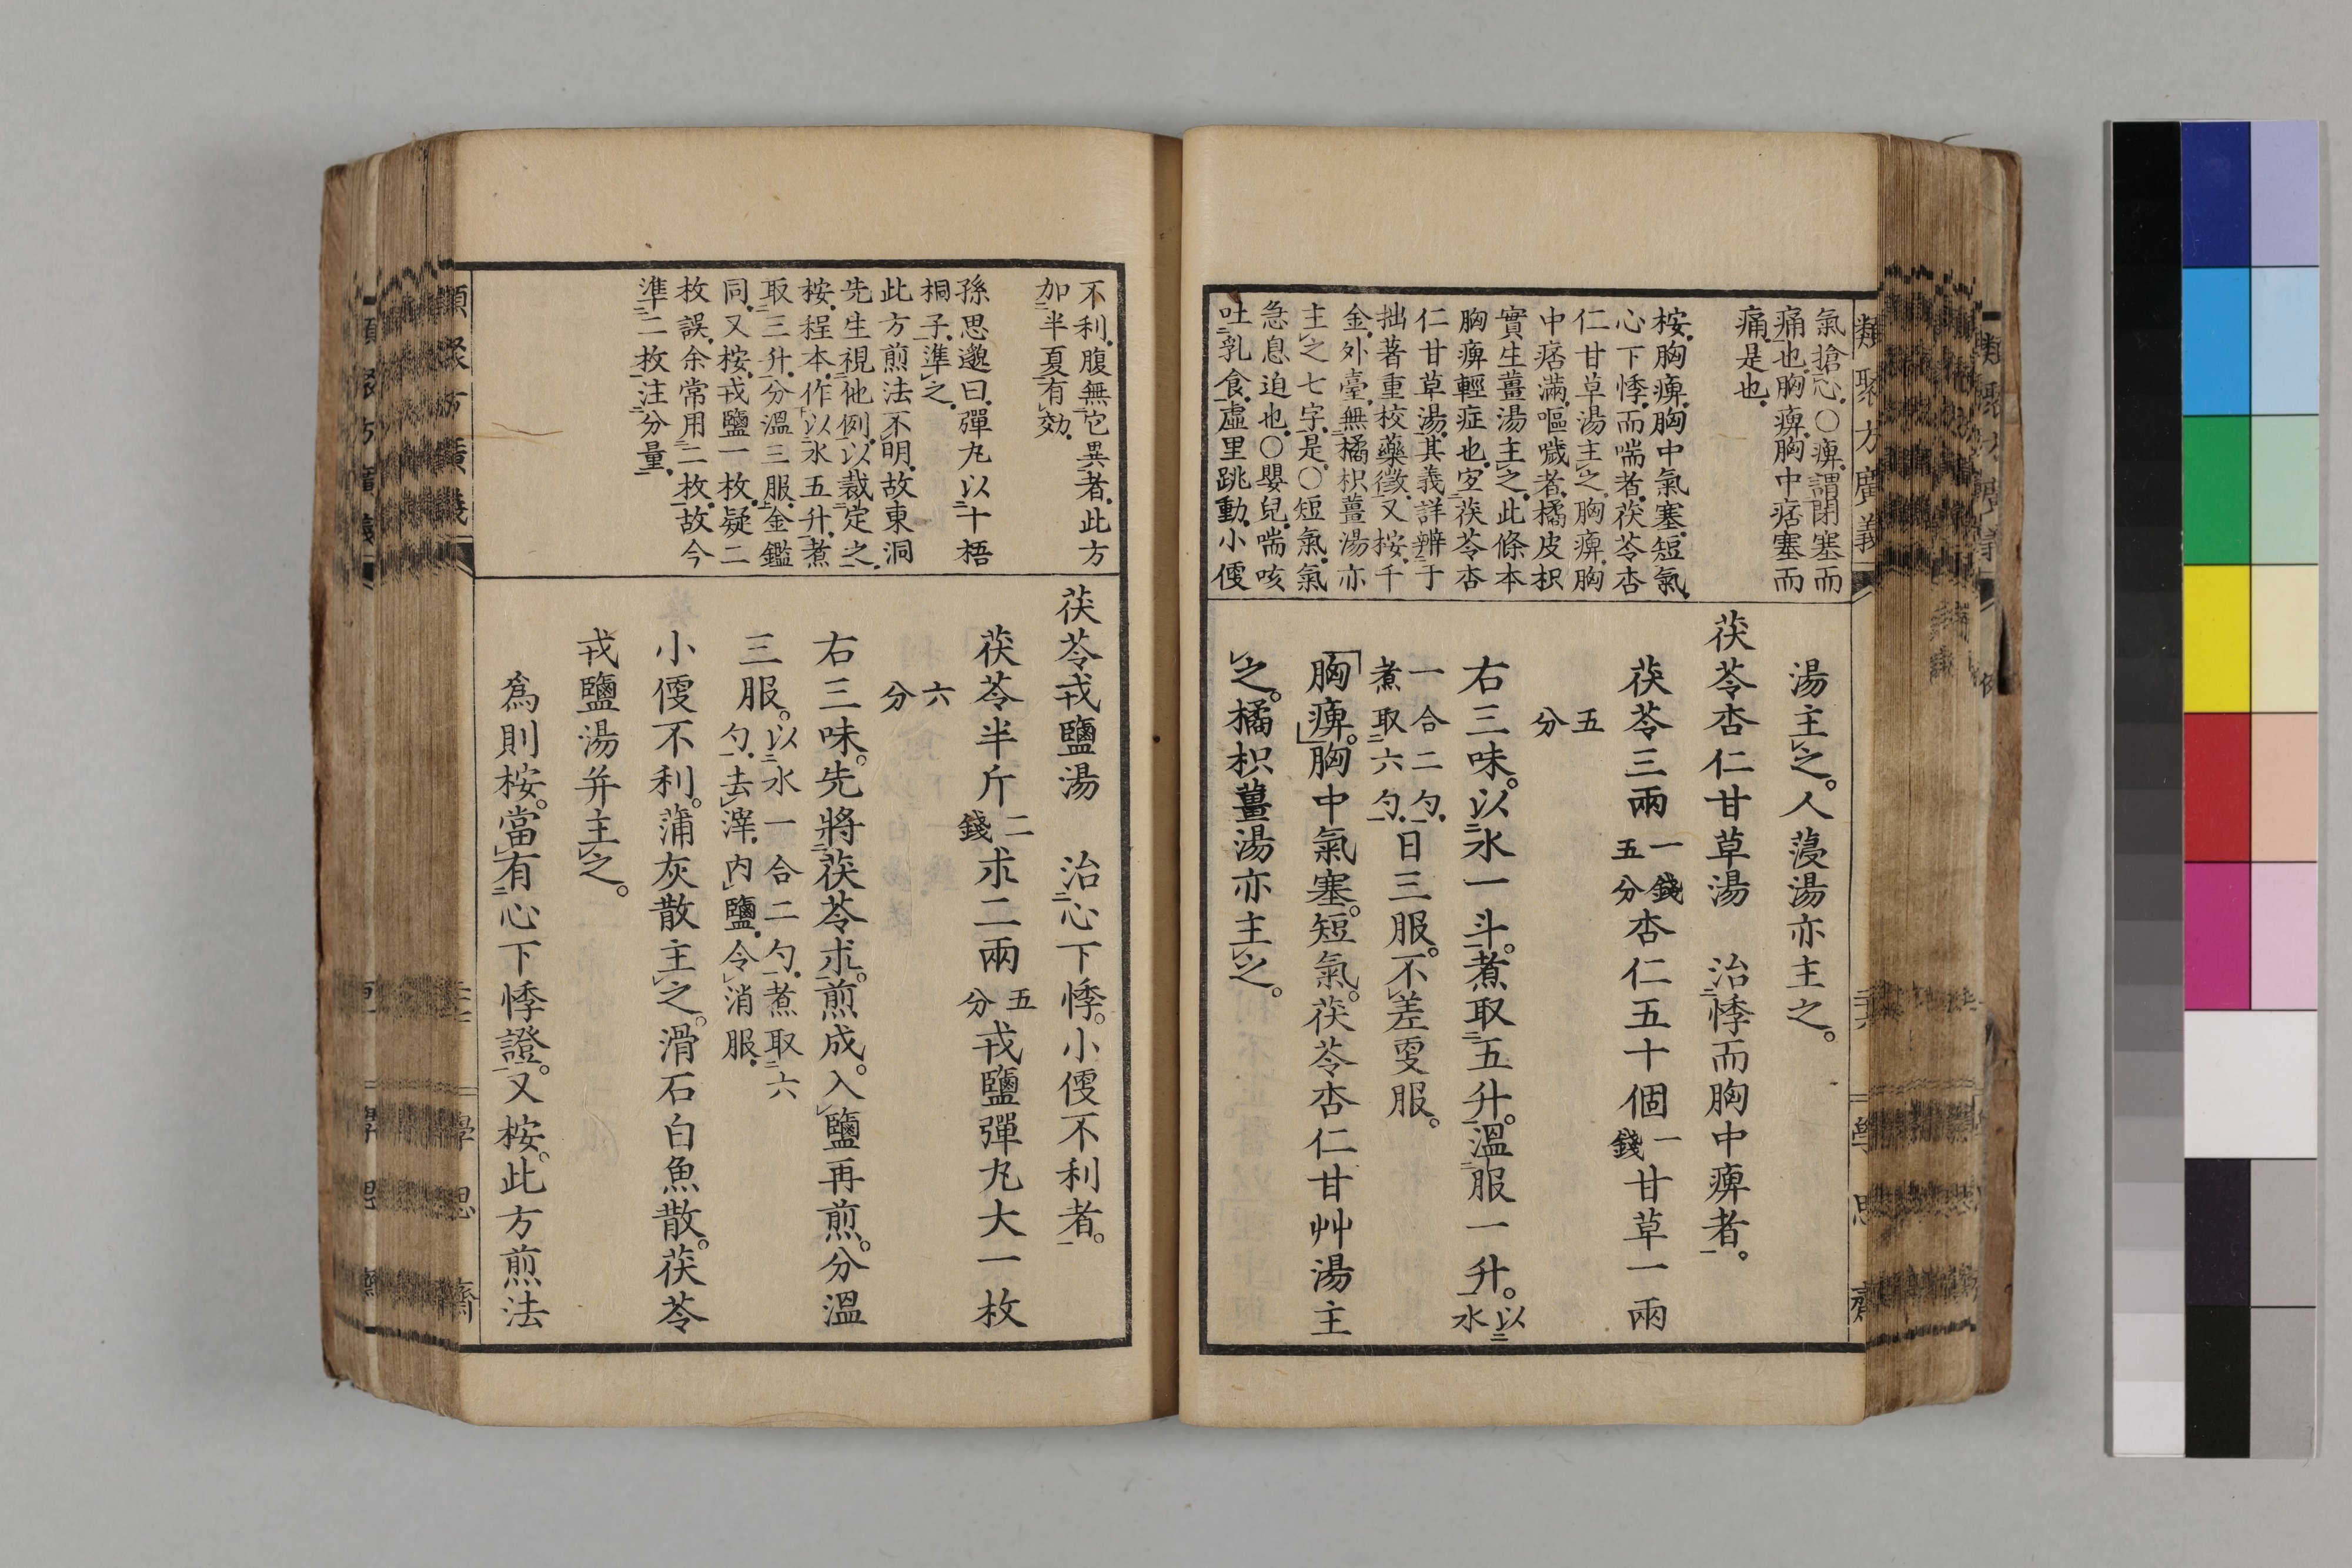 類聚方廣義
氣搶心○痺謂閉塞而
痛也胸痺胸中痞塞而
痛是也
桉胸痺胸中氣塞短氣
心下悸而喘者茯苓杏
仁甘草湯主之胸痺胸
中痞滿嘔噦者橘皮枳
實生薑湯主之此條本
胸痺輕症也宜茯苓杏
仁甘草湯其義詳辨于
拙著重校藥徵又桉千
金外臺無橘枳薑湯亦
主之七字是○短氣氣
急息迫也○嬰兒喘咳
吐乳食虛里跳動小便
湯主之。人薓湯亦主之。
茯苓杏仁甘草湯　治悸而胸中痺者。
茯苓三兩一錢五分杏仁五十個一錢甘草一兩
五分
右三味。以水一斗。煮取五升。溫服一升。以水
一合二勺煮取六勺日三服。不差更服。
「胸痺。」胸中氣塞。短氣。茯苓杏仁甘艸湯主
之。橘枳薑湯亦主之。
學思齋
不利腹無它異者此方
加半夏有効
孫思邈曰彈丸以十梧
桐子準之
此方煎法不明故東洞
先生視他例以裁定之
桉程本作以水五升煮
取三升分溫三服金鑑
同又桉戎鹽一枚疑二
枚誤余常用二枚故今
準二枚注分量
茯苓戎鹽湯　治心下悸。小便不利者。
茯苓半斤二錢朮二兩五分戎鹽彈丸大一枚
六分
右三味。先將茯苓朮。煎成。入鹽再煎。分溫
三服。以水一合二勺煮取六勺去滓內鹽令消服
小便不利。蒲灰散主之。滑石白魚散。茯苓
戎鹽湯并主之。
爲則桉。當有心下悸證。又桉。此方煎法
類聚方廣義
學思齋